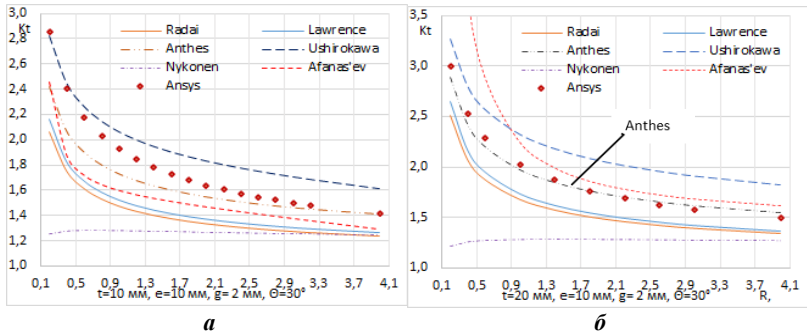 3,0
Kt
2,8
2,6
2,4
2,2
2,0
1,8
1,6
1,4
1,2
1,0
Radai
Lawrence
Anthes
Ushirokawa
Nykonen
Afanas'ev
Ansys
0,1 0,5 0,9 1,3 1,7 2,1 2,5 2,9 3,3 3,7 4,1
t=10 мм, e=10 мм, g= 2 мм, Θ=30°
а
3,5
Kt
3,0
2,5
2,0
1,5
1,0
Radai
Lawrence
Anthes
Ushirokawa
Nykonen
Afanas'ev
Ansys
Anthes
0,1 0,5 0,9 1,3 1,7 2,1 2,5 2,9 3,3 3,7 4,1
t=20 мм, e=10 мм, g= 2 мм, Θ=30° R,
б